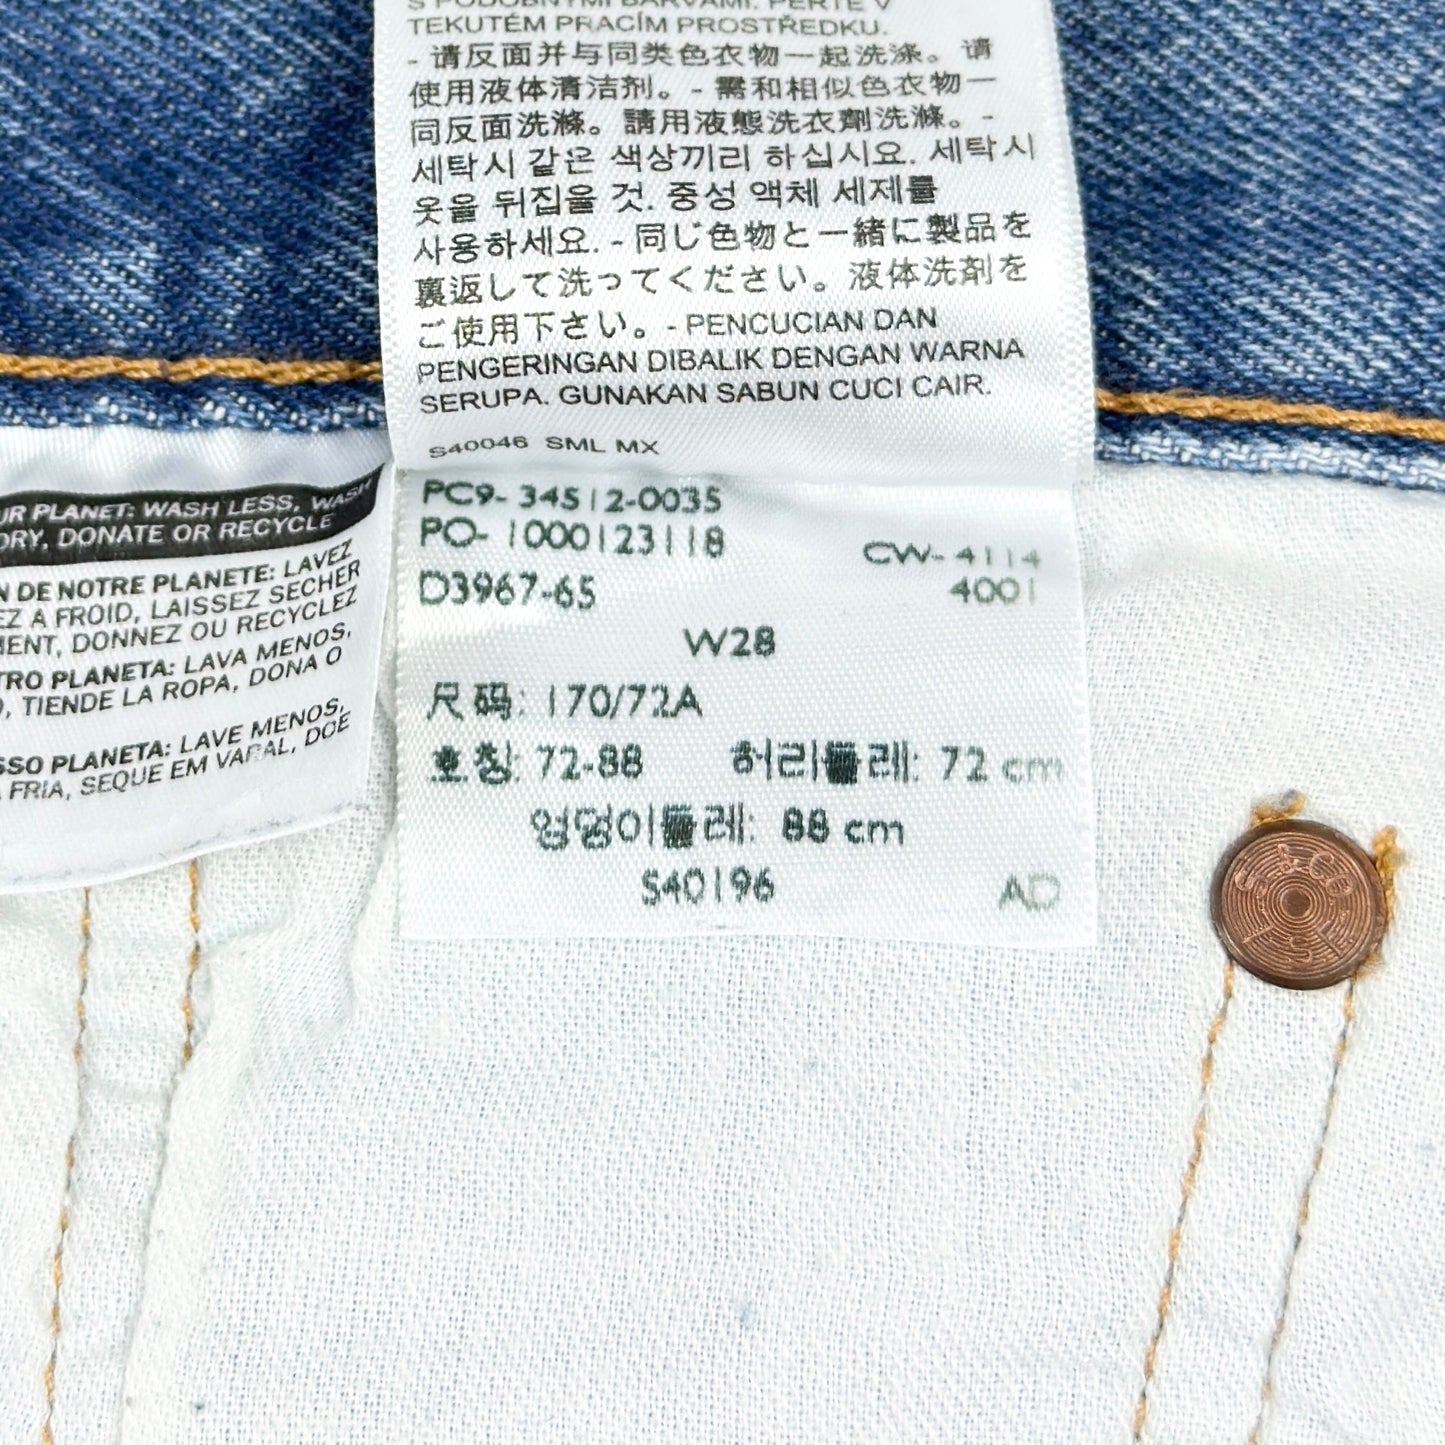 S PODOBNÝMI BARVAMI. PERTE V
TEKUTÉM PRACÍM PROSTŘEDKU.
- 请反面并与同类色衣物一起洗涤。请
使用液体清洁剂。- 需和相似色衣物一
同反面洗滌。請用液態洗衣劑洗滌。-
세탁시 같은 색상끼리 하십시요. 세탁시
옷을 뒤집을 것. 중성 액체 세제를
사용하세요. - 同じ色物と一緒に製品を
裏返して洗ってください。液体洗剤を
ご使用下さい。- PENCUCIAN DAN
PENGERINGAN DIBALIK DENGAN WARNA
SERUPA. GUNAKAN SABUN CUCI CAIR.
S40046 SML MX
PC9- 34512-0035
PO- 1000123118
CW- 4114
D3967-65
4001
W28
尺码: 170/72A
호칭: 72-88 허리둘레: 72 cm
엉덩이둘레: 88 cm
S40196 AD
UR PLANET: WASH LESS, WASH
DRY, DONATE OR RECYCLE
N DE NOTRE PLANETE: LAVEZ
EZ A FROID, LAISSEZ SECHER
MENT, DONNEZ OU RECYCLEZ
TRO PLANETA: LAVA MENOS,
O, TIENDE LA ROPA, DONA O
SSO PLANETA: LAVE MENOS,
A FRIA, SEQUE EM VARAL, DOE
S & CO